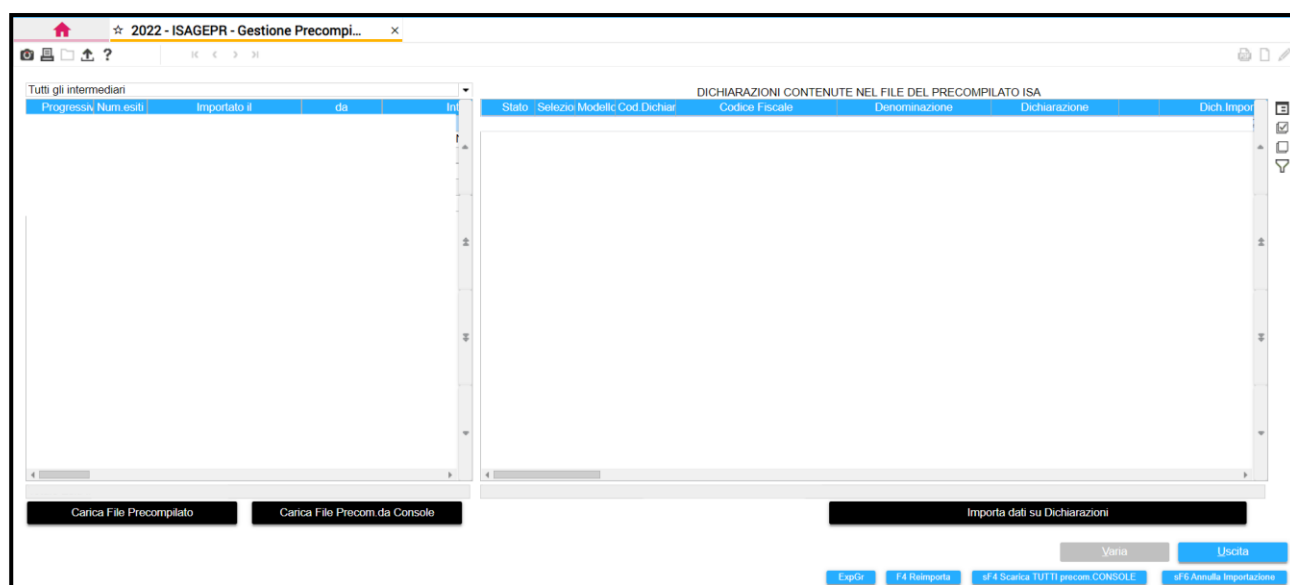 2022 - ISAGEPR - Gestione Precompi...
?
Tutti gli intermediari
DICHIARAZIONI CONTENUTE NEL FILE DEL PRECOMPILATO ISA
Progressiv Num.esiti Importato il da Int
Stato Selezio Modello Cod.Dichiar Codice Fiscale Denominazione Dichiarazione Dich.Impor
Carica File Precompilato Carica File Precom.da Console Importa dati su Dichiarazioni
Varia Uscita
ExpGr F4 Reimporta sF4 Scarica TUTTI precom.CONSOLE sF6 Annulla Importazione